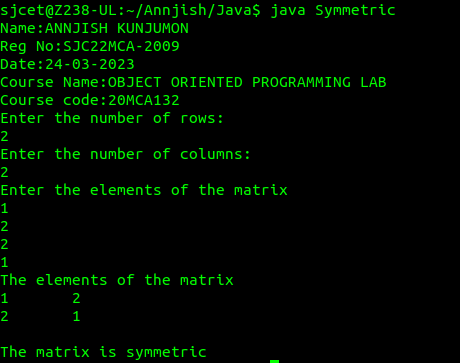 sjcet@Z238-UL:~/Annjish/Java$ java Symmetric
Name:ANNJISH KUNJUMON
Reg No:SJC22MCA-2009
Date:24-03-2023
Course Name:OBJECT ORIENTED PROGRAMMING LAB
Course code:20MCA132
Enter the number of rows:
2
Enter the number of columns:
2
Enter the elements of the matrix
1
2
2
1
The elements of the matrix
1 2
2 1
The matrix is symmetric